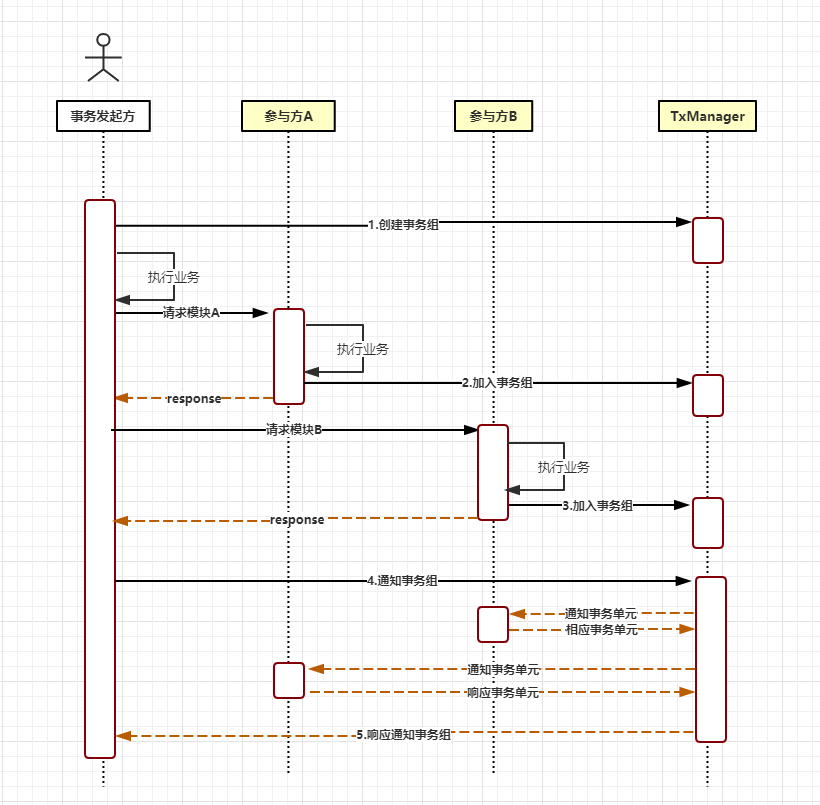 事务发起方
参与方A
参与方B
TxManager
1.创建事务组
执行业务
请求模块A
执行业务
2.加入事务组
response
请求模块B
执行业务
3.加入事务组
response
4.通知事务组
通知事务单元
相应事务单元
通知事务单元
响应事务单元
5.响应通知事务组